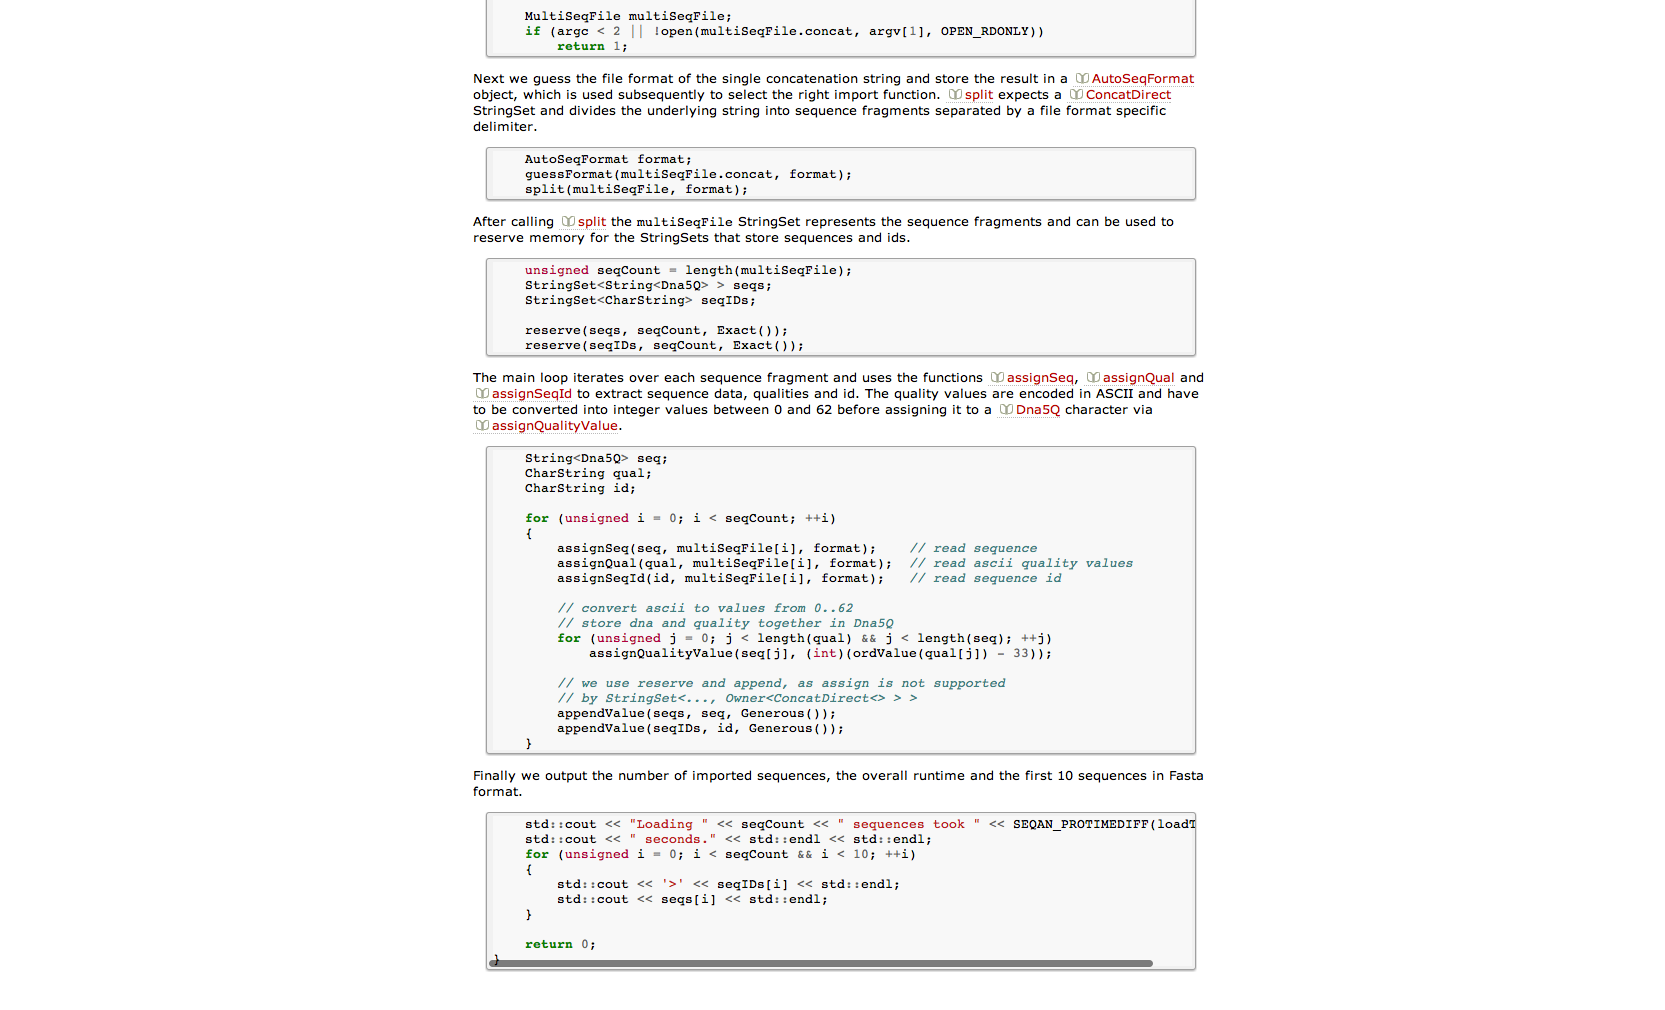 MultiSeqFile multiSeqFile;
if (argc < 2 || !open(multiSeqFile.concat, argv[1], OPEN_RDONLY))
return 1;
Next we guess the file format of the single concatenation string and store the result in a AutoSeqFormat
object, which is used subsequently to select the right import function. split expects a ConcatDirect
StringSet and divides the underlying string into sequence fragments separated by a file format specific
delimiter.
AutoSeqFormat format;
guessFormat(multiSeqFile.concat, format);
split(multiSeqFile, format);
After calling split the multiSeqFile StringSet represents the sequence fragments and can be used to
reserve memory for the StringSets that store sequences and ids.
unsigned seqCount = length(multiSeqFile);
StringSet<String<Dna5Q> > seqs;
StringSet<CharString> seqIDs;
reserve(seqs, seqCount, Exact());
reserve(seqIDs, seqCount, Exact());
The main loop iterates over each sequence fragment and uses the functions assignSeq, assignQual and
assignSeqId to extract sequence data, qualities and id. The quality values are encoded in ASCII and have
to be converted into integer values between 0 and 62 before assigning it to a Dna5Q character via
assignQualityValue.
String<Dna5Q> seq;
CharString qual;
CharString id;
for (unsigned i = 0; i < seqCount; ++i)
{
assignSeq(seq, multiSeqFile[i], format); // read sequence
assignQual(qual, multiSeqFile[i], format); // read ascii quality values
assignSeqId(id, multiSeqFile[i], format); // read sequence id
// convert ascii to values from 0..62
// store dna and quality together in Dna5Q
for (unsigned j = 0; j < length(qual) && j < length(seq); ++j)
assignQualityValue(seq[j], (int)(ordValue(qual[j]) - 33));
// we use reserve and append, as assign is not supported
// by StringSet<..., Owner<ConcatDirect<> > >
appendValue(seqs, seq, Generous());
appendValue(seqIDs, id, Generous());
}
Finally we output the number of imported sequences, the overall runtime and the first 10 sequences in Fasta
format.
std::cout << "Loading " << seqCount << " sequences took " << SEQAN_PROTIMEDIFF(loadT
std::cout << " seconds." << std::endl << std::endl;
for (unsigned i = 0; i < seqCount && i < 10; ++i)
{
std::cout << '>' << seqIDs[i] << std::endl;
std::cout << seqs[i] << std::endl;
}
return 0;
}